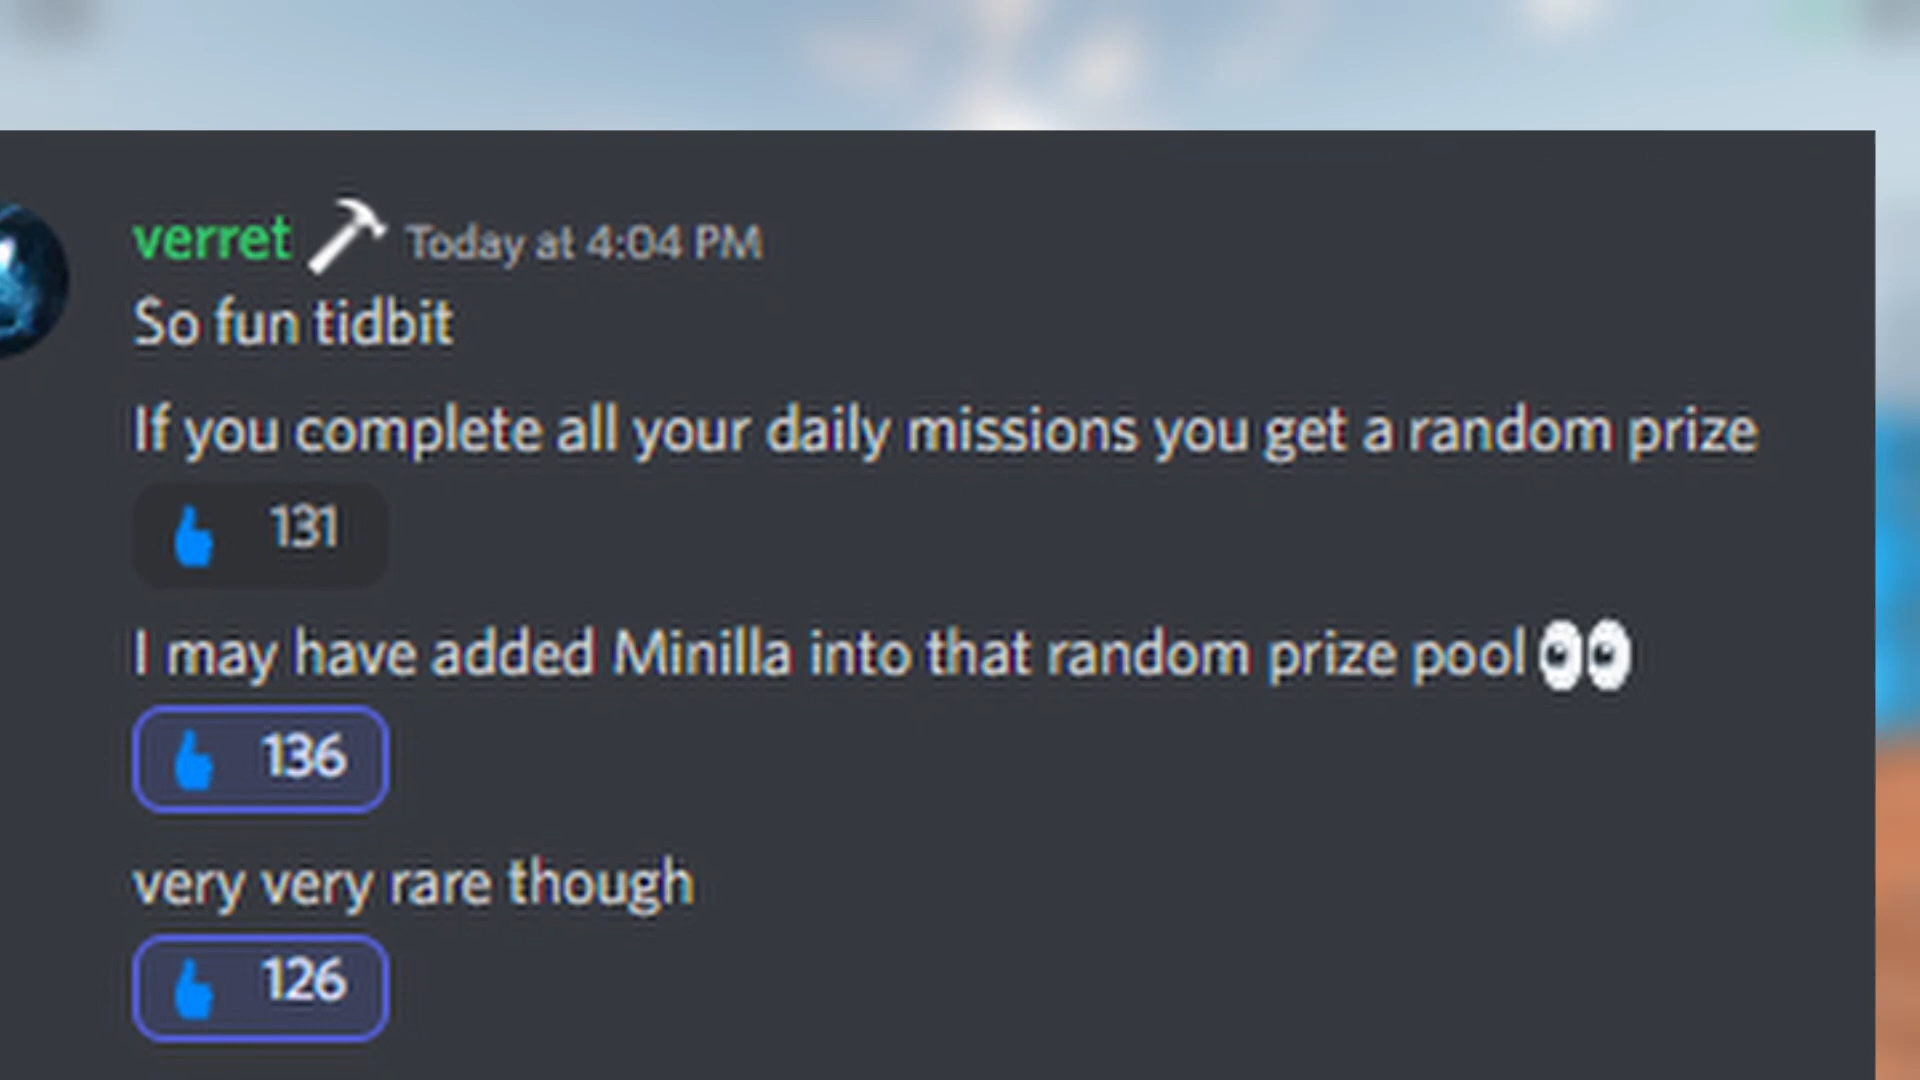 verret 🔨 Today at 4:04 PM
So fun tidbit
If you complete all your daily missions you get a random prize
131
I may have added Minilla into that random prize pool 👀
136
very very rare though
126